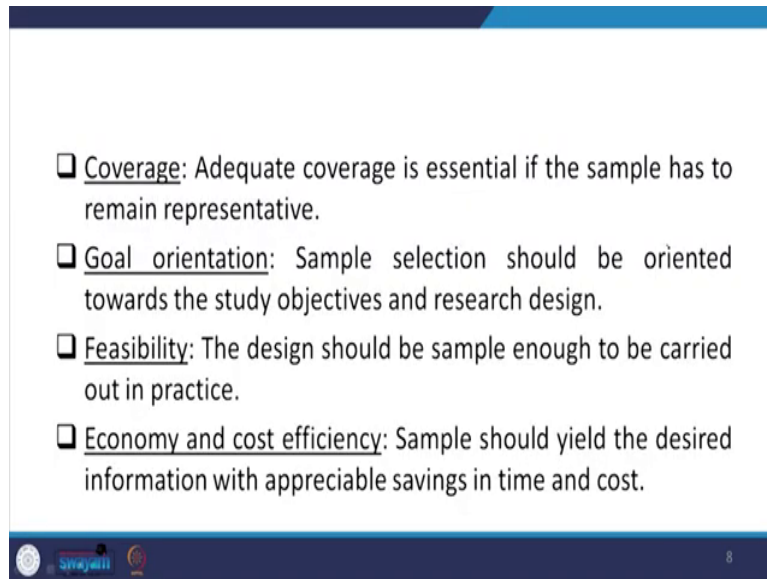 Coverage: Adequate coverage is essential if the sample has to
remain representative.
Goal orientation: Sample selection should be oriented
towards the study objectives and research design.
Feasibility: The design should be sample enough to be carried
out in practice.
Economy and cost efficiency: Sample should yield the desired
information with appreciable savings in time and cost.
swayam
8